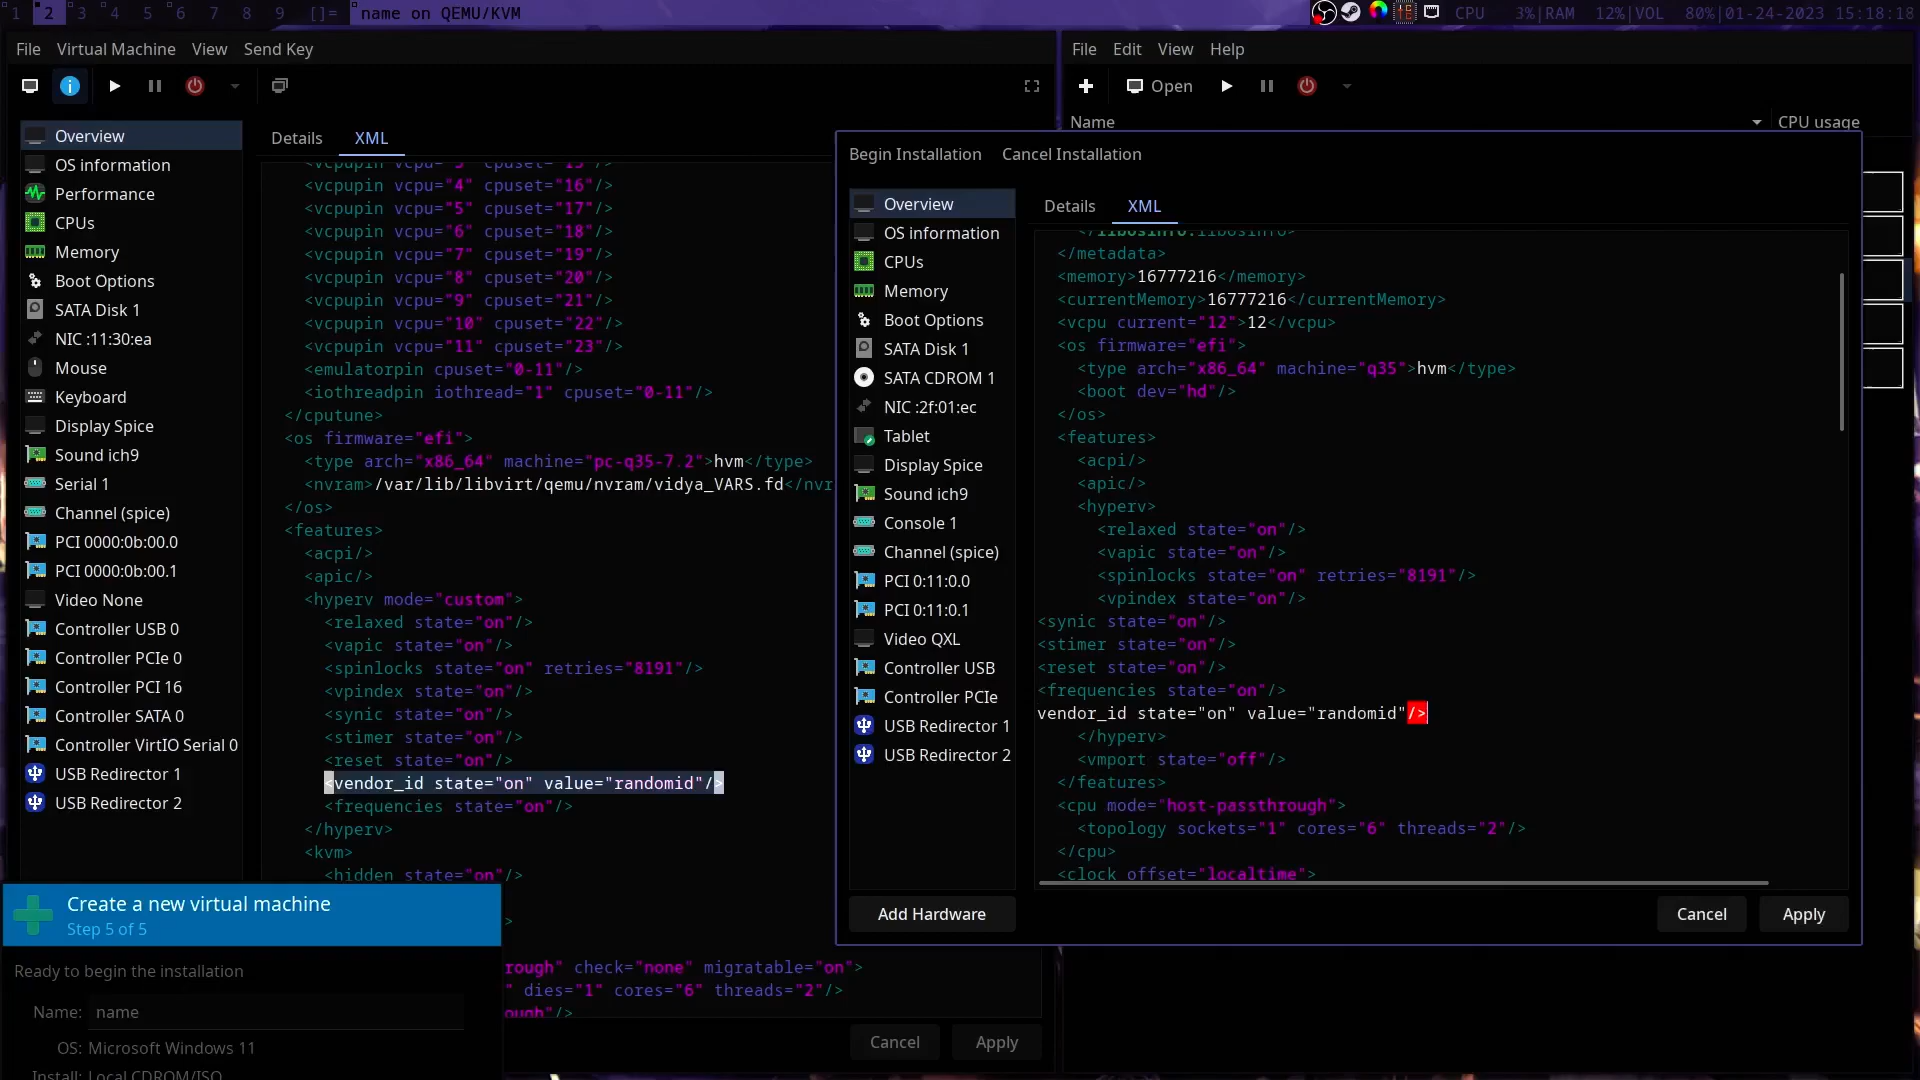 1 2 3 4 5 6 7 8 9 []= name on QEMU/KVM
CPU 3%|RAM 12%|VOL 80%|01-24-2023 15:18:18
File Virtual Machine View Send Key
Overview
OS information
Performance
CPUs
Memory
Boot Options
SATA Disk 1
NIC :11:30:ea
Mouse
Keyboard
Display Spice
Sound ich9
Serial 1
Channel (spice)
PCI 0000:0b:00.0
PCI 0000:0b:00.1
Video None
Controller USB 0
Controller PCIe 0
Controller PCI 16
Controller SATA 0
Controller VirtIO Serial 0
USB Redirector 1
USB Redirector 2
Details XML
<vcpupin vcpu="4" cpuset="16"/>
<vcpupin vcpu="5" cpuset="17"/>
<vcpupin vcpu="6" cpuset="18"/>
<vcpupin vcpu="7" cpuset="19"/>
<vcpupin vcpu="8" cpuset="20"/>
<vcpupin vcpu="9" cpuset="21"/>
<vcpupin vcpu="10" cpuset="22"/>
<vcpupin vcpu="11" cpuset="23"/>
<emulatorpin cpuset="0-11"/>
<iothreadpin iothread="1" cpuset="0-11"/>
</cputune>
<os firmware="efi">
<type arch="x86_64" machine="pc-q35-7.2">hvm</type>
<nvram>/var/lib/libvirt/qemu/nvram/vidya_VARS.fd</nvr
</os>
<features>
<acpi/>
<apic/>
<hyperv mode="custom">
<relaxed state="on"/>
<vapic state="on"/>
<spinlocks state="on" retries="8191"/>
<vpindex state="on"/>
<synic state="on"/>
<stimer state="on"/>
<reset state="on"/>
<vendor_id state="on" value="randomid"/>
<frequencies state="on"/>
</hyperv>
<kvm>
<hidden state="on"/>
>
rough" check="none" migratable="on">
" dies="1" cores="6" threads="2"/>
ough"/>
Cancel Apply
Create a new virtual machine
Step 5 of 5
Ready to begin the installation
Name: name
OS: Microsoft Windows 11
Install: Local CDROM/ISO
File Edit View Help
Open
Name CPU usage
Begin Installation Cancel Installation
Overview
OS information
CPUs
Memory
Boot Options
SATA Disk 1
SATA CDROM 1
NIC :2f:01:ec
Tablet
Display Spice
Sound ich9
Console 1
Channel (spice)
PCI 0:11:0.0
PCI 0:11:0.1
Video QXL
Controller USB
Controller PCIe
USB Redirector 1
USB Redirector 2
Add Hardware
Details XML
</libosinfo:libosinfo>
</metadata>
<memory>16777216</memory>
<currentMemory>16777216</currentMemory>
<vcpu current="12">12</vcpu>
<os firmware="efi">
<type arch="x86_64" machine="q35">hvm</type>
<boot dev="hd"/>
</os>
<features>
<acpi/>
<apic/>
<hyperv>
<relaxed state="on"/>
<vapic state="on"/>
<spinlocks state="on" retries="8191"/>
<vpindex state="on"/>
<synic state="on"/>
<stimer state="on"/>
<reset state="on"/>
<frequencies state="on"/>
vendor_id state="on" value="randomid"/>
</hyperv>
<vmport state="off"/>
</features>
<cpu mode="host-passthrough">
<topology sockets="1" cores="6" threads="2"/>
</cpu>
<clock offset="localtime">
Cancel Apply